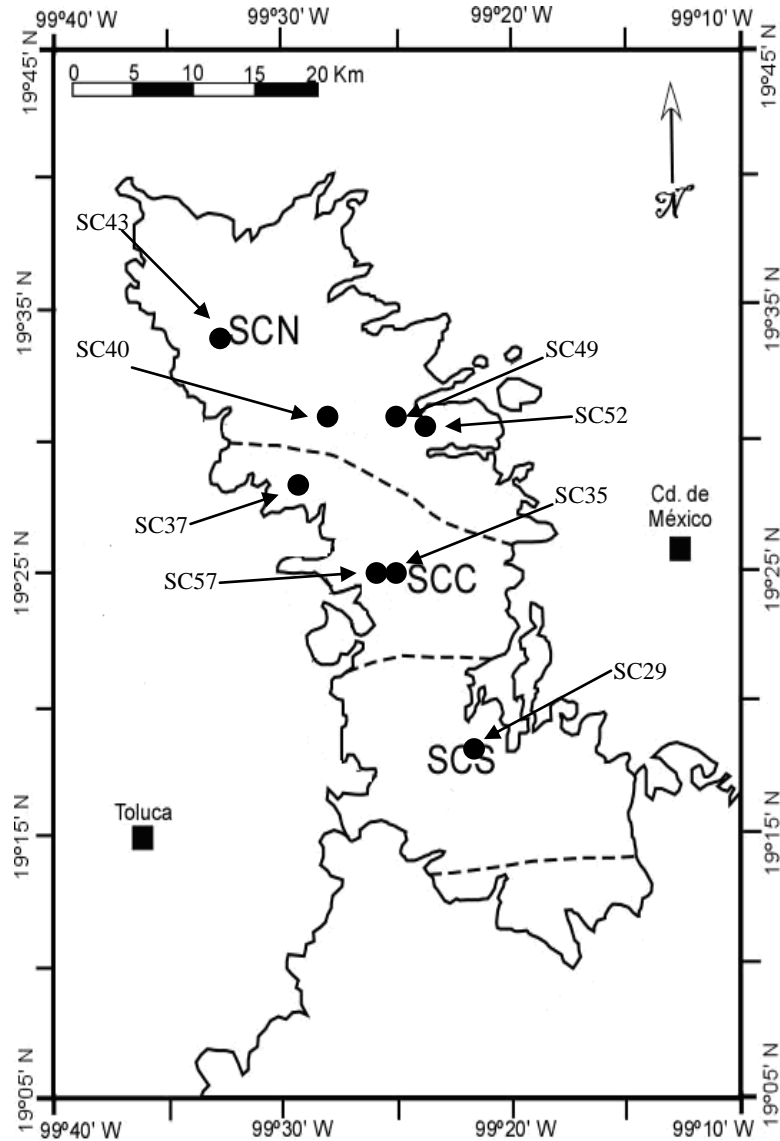 99º40' W 99º30' W 99º20' W 99º10' W
19º45' N
19º45' N
0 5 10 15 20 Km
N
SC43
19º35' N
19º35' N
SCN
SC40
SC49
SC52
SC37
SC35
Cd. de
México
SC57
SCC
19º25' N
19º25' N
SC29
SCS
Toluca
19º15' N
19º15' N
19º05' N
19º05' N
99º40' W 99º30' W 99º20' W 99º10' W